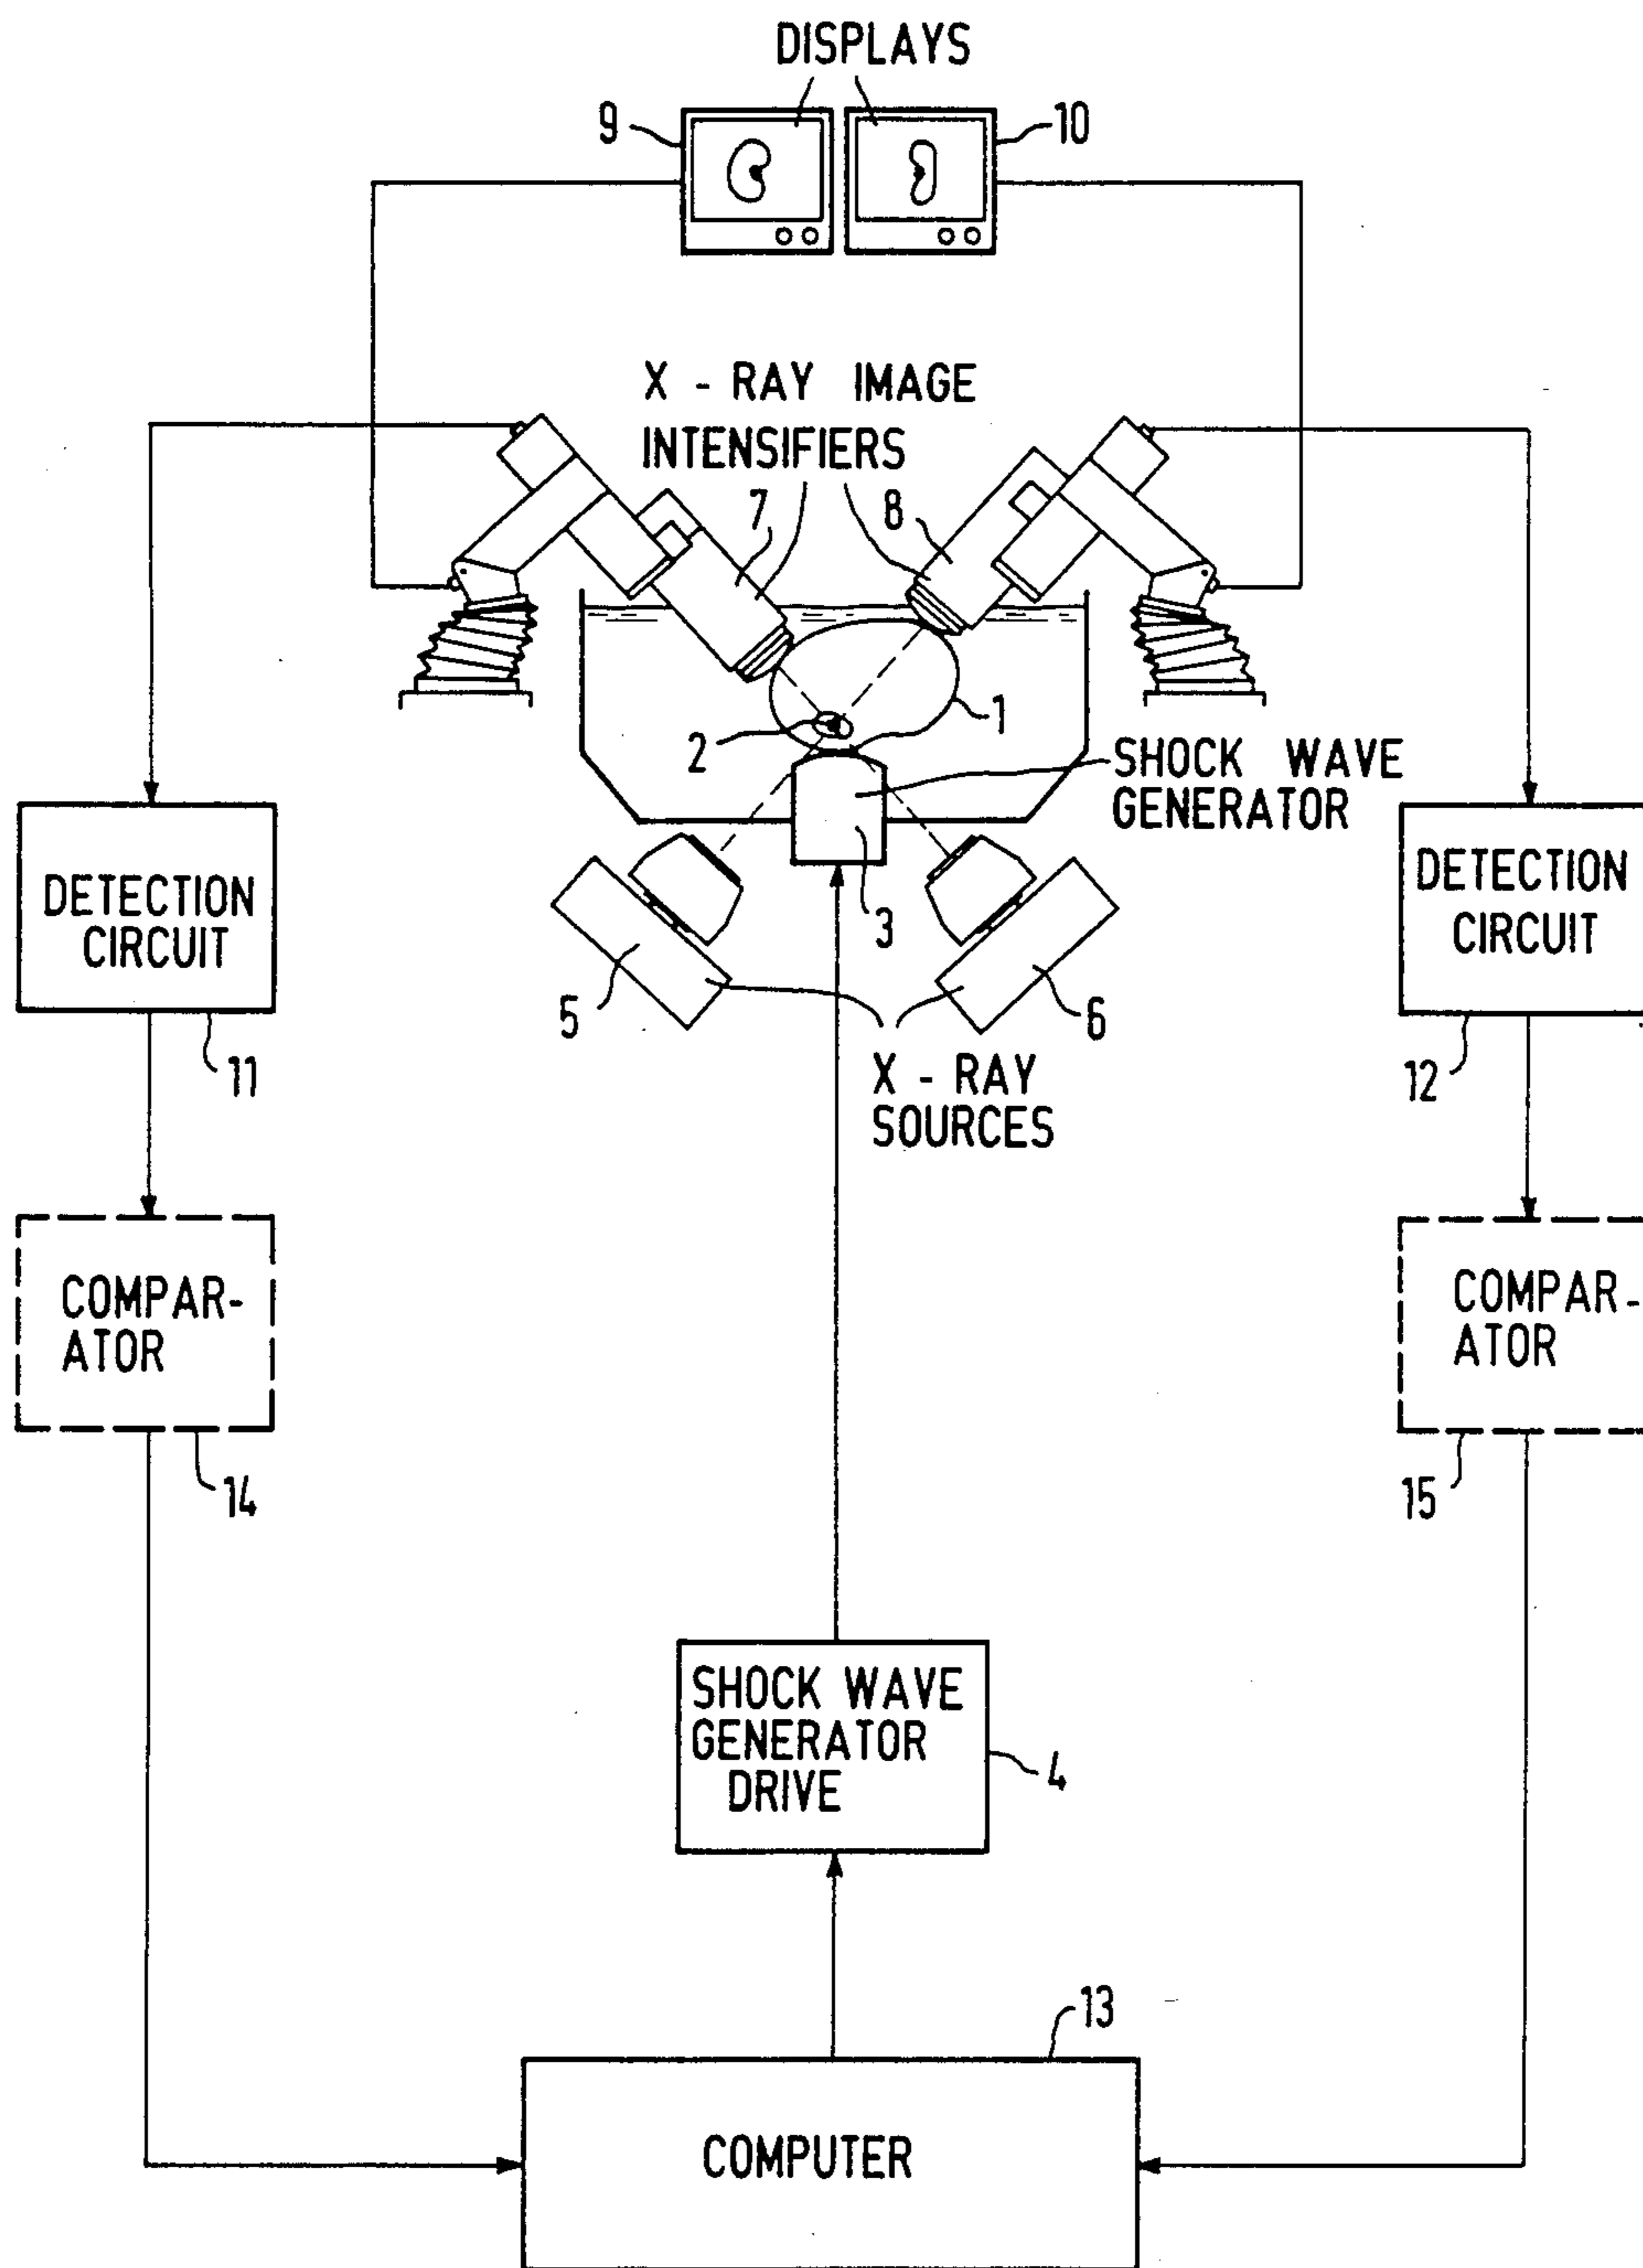 DISPLAYS
9
10
X - RAY IMAGE
INTENSIFIERS
7
8
1
2
SHOCK WAVE
GENERATOR
3
DETECTION
CIRCUIT
11
DETECTION
CIRCUIT
12
5
6
X - RAY
SOURCES
COMPAR-
ATOR
14
COMPAR-
ATOR
15
SHOCK WAVE
GENERATOR
DRIVE
4
13
COMPUTER